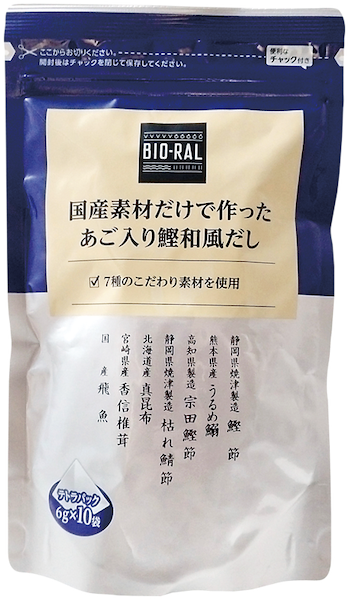 ここからお切りください。
開封後はチャックを閉じて保存してください。
便利な
チャック付き
BIO-RAL
国産素材だけで作った
あご入り鰹和風だし
7種のこだわり素材を使用
静岡県焼津製造 鰹節
熊本県産 うるめ鰯
高知県製造 宗田鰹節
静岡県焼津製造 枯れ鯖節
北海道産 真昆布
宮崎県産 香信椎茸
国産 飛魚
テトラパック
6g×10袋